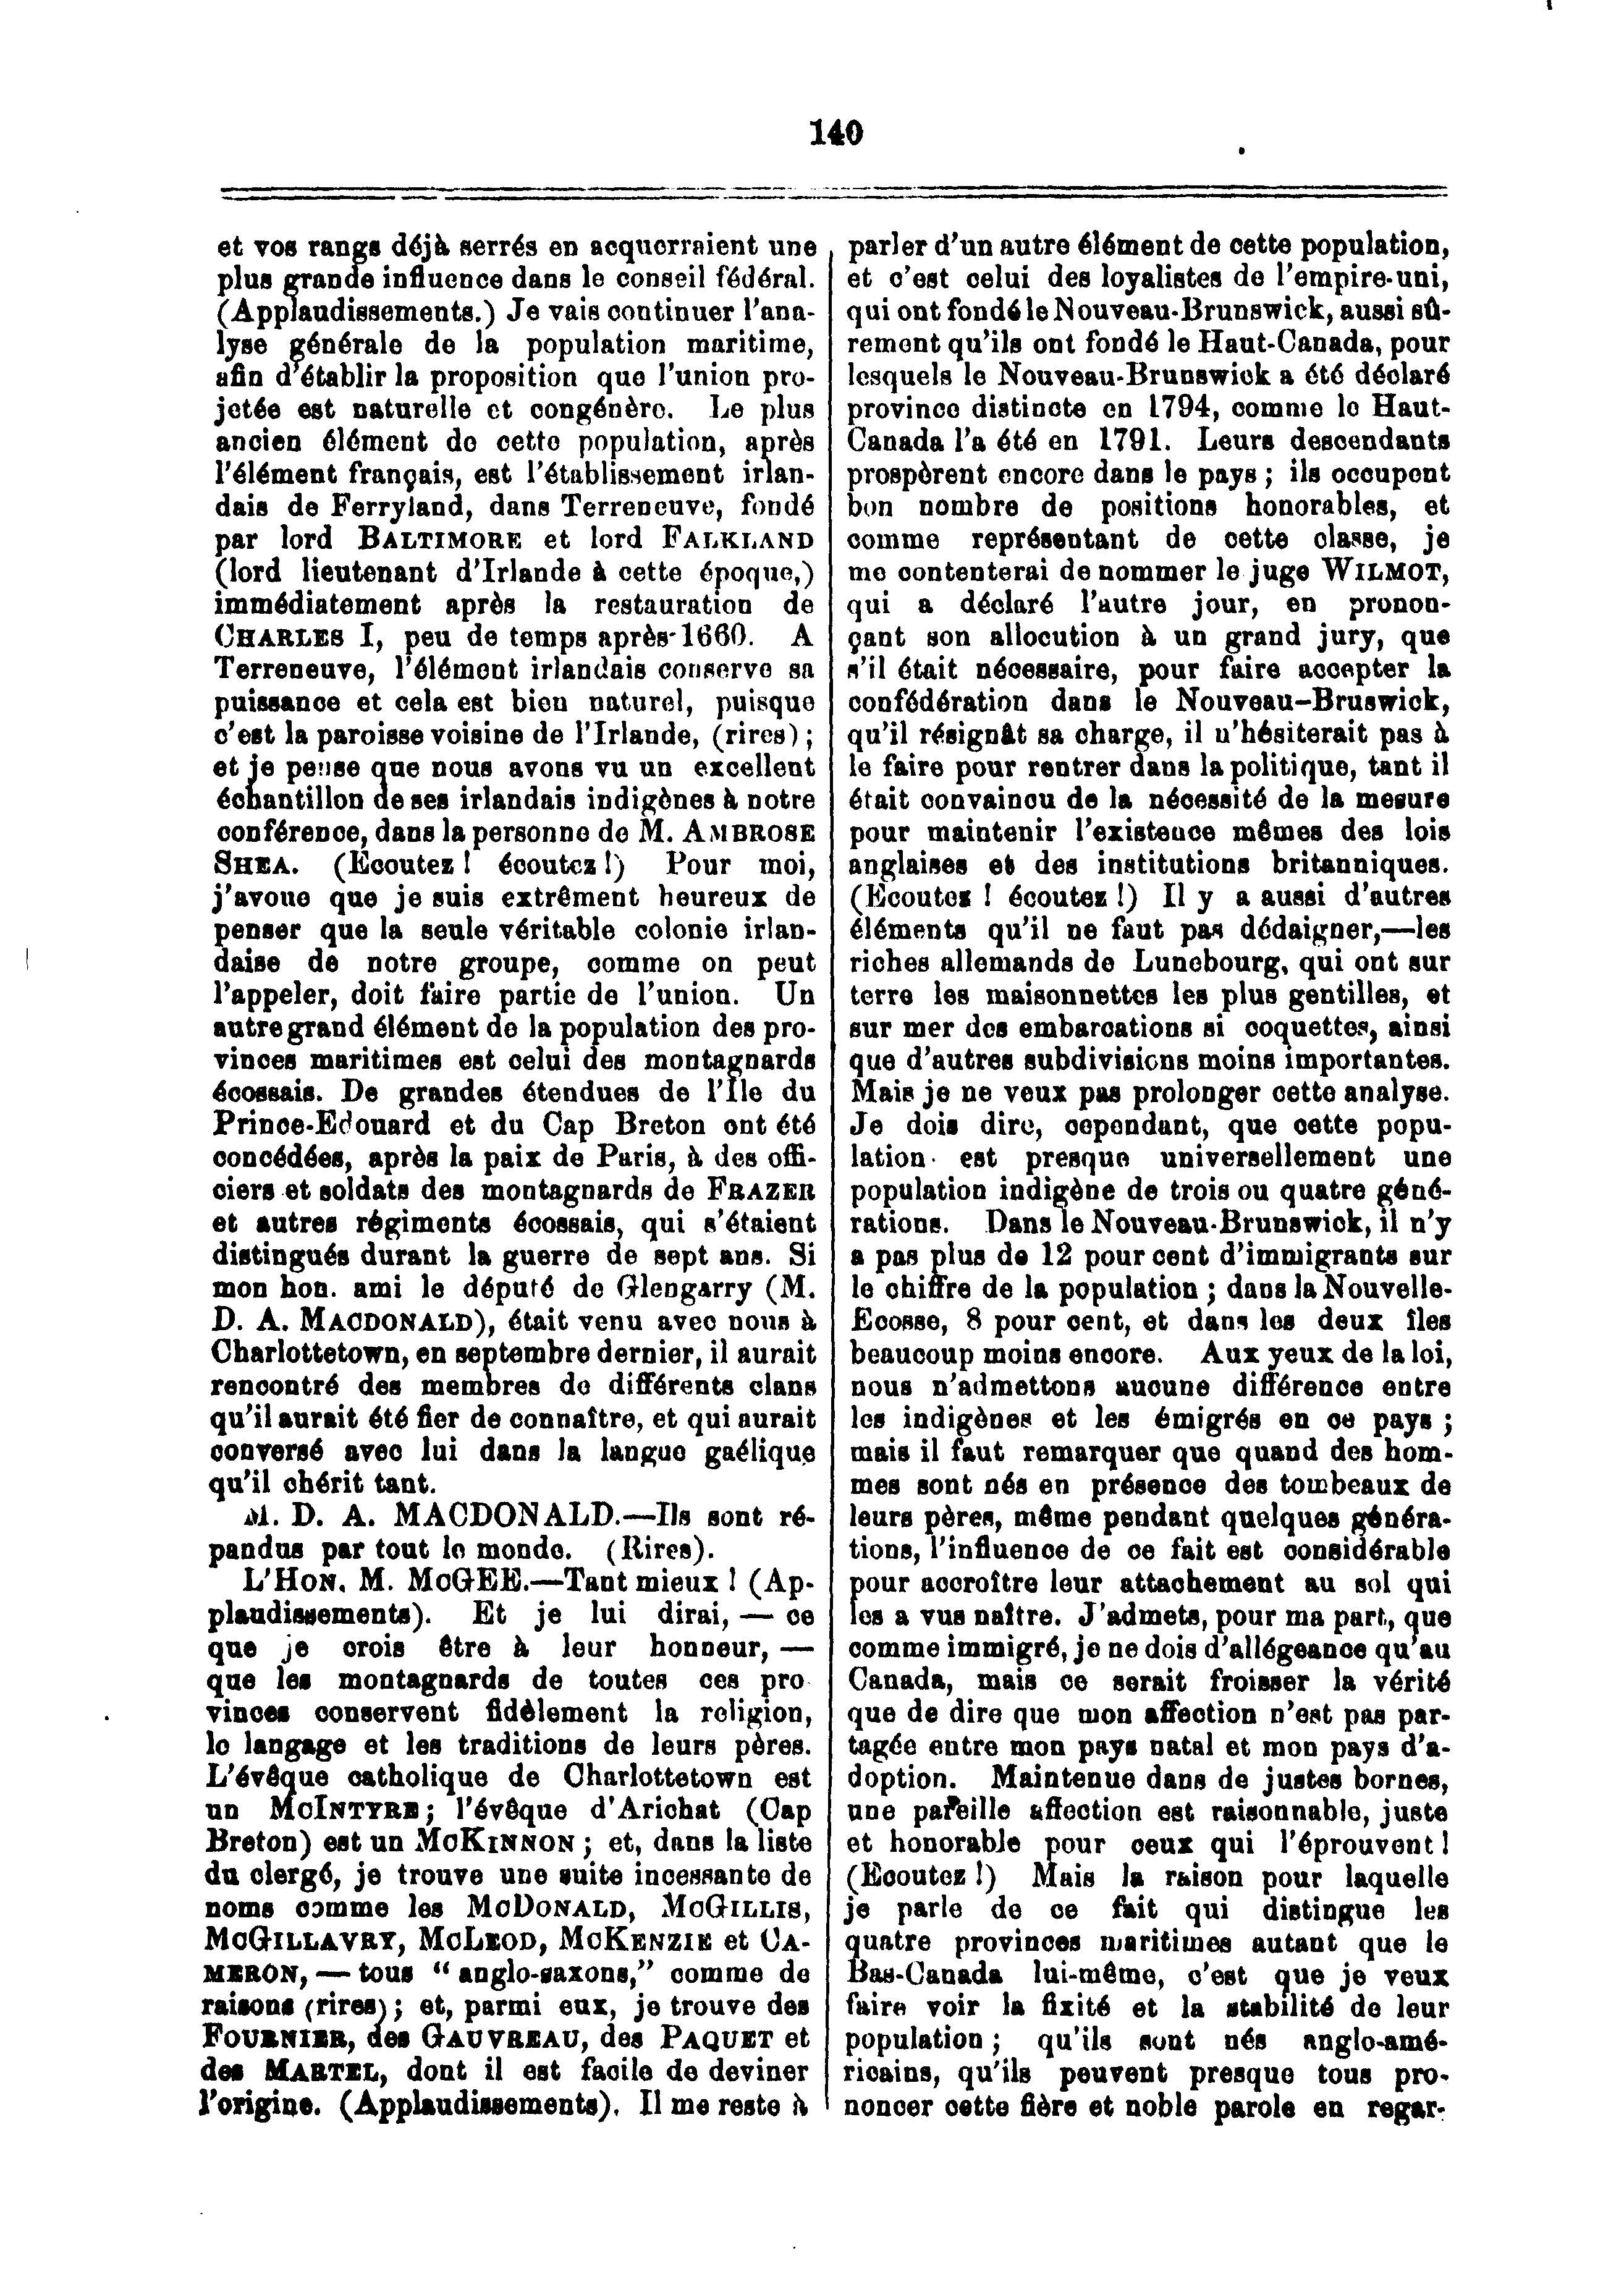 140
et vos rangs déjà serrés en acquerraient une
plus grande influence dans le conseil fédéral.
(Applaudissements.) Je vais continuer l'ana-
lyse générale de la population maritime,
afin d'établir la proposition que l'union pro-
jetée est naturelle et congénère. Le plus
ancien élément de cette population, après
l'élément français, est l'établissement irlan-
dais de Ferryland, dans Terreneuve, fondé
par lord BALTIMORE et lord FALKLAND
(lord lieutenant d'Irlande à cette époque,)
immédiatement après la restauration de
CHARLES I, peu de temps après 1660. A
Terreneuve, l'élément irlandais conserve sa
puissance et cela est bien naturel, puisque
c'est la paroisse voisine de l'Irlande, (rires) ;
et je pense que nous avons vu un excellent
échantillon de ses irlandais indigènes à notre
conférence, dans la personne de M. AMBROSE
SHEA. (Ecoutez ! écoutez !) Pour moi,
j'avoue que je suis extrêment heureux de
penser que la seule véritable colonie irlan-
daise de notre groupe, comme on peut
l'appeler, doit faire partie de l'union. Un
autre grand élément de la population des pro-
vinces maritimes est celui des montagnards
écossais. De grandes étendues de l'Ile du
Prince-Edouard et du Cap Breton ont été
concédées, après la paix de Paris, à des offi-
ciers et soldats des montagnards de FRAZER
et autres régiments écossais, qui s'étaient
distingués durant la guerre de sept ans. Si
mon hon. ami le député de Glengarry (M.
D. A. MACDONALD), était venu avec nous à
Charlottetown, en septembre dernier, il aurait
rencontré des membres de différents clans
qu'il aurait été fier de connaître, et qui aurait
conversé avec lui dans la langue gaélique
qu'il chérit tant.
M. D. A. MACDONALD.—Ils sont ré-
pandus par tout le monde. (Rires).
L'HON. M. McGEE.—Tant mieux ! (Ap-
plaudissements). Et je lui dirai, — ce
que je crois être à leur honneur, —
que les montagnards de toutes ces pro
vinces conservent fidèlement la religion,
le langage et les traditions de leurs pères.
L'évêque catholique de Charlottetown est
un McINTYRE ; l'évêque d'Arichat (Cap
Breton) est un McKINNON ; et, dans la liste
du clergé, je trouve une suite incessante de
noms comme les McDONALD, McGILLIS,
McGILLAVRY, McLEOD, McKENZIE et CA-
MERON, — tous “ anglo-saxons,” comme de
raisons (rires) ; et, parmi eux, je trouve des
FOURNIER, des GAUVREAU, des PAQUET et
des MARTEL, dont il est facile de deviner
l'origine. (Applaudissements). Il me reste à
parler d'un autre élément de cette population,
et c'est celui des loyalistes de l'empire-uni,
qui ont fondé le Nouveau-Brunswick, aussi sû-
rement qu'ils ont fondé le Haut-Canada, pour
lesquels le Nouveau-Brunswick a été déclaré
province distincte en 1794, comme le Haut-
Canada l'a été en 1791. Leurs descendants
prospèrent encore dans le pays ; ils occupent
bon nombre de positions honorables, et
comme représentant de cette classe, je
me contenterai de nommer le juge WILMOT,
qui a déclaré l'autre jour, en pronon-
çant son allocution à un grand jury, que
s'il était nécessaire, pour faire accepter la
confédération dans le Nouveau-Bruswick,
qu'il résignât sa charge, il n'hésiterait pas à
le faire pour rentrer dans la politique, tant il
était convaincu de la nécessité de la mesure
pour maintenir l'existence mêmes des lois
anglaises et des institutions britanniques.
(Ecoutez ! écoutez !) Il y a aussi d'autres
éléments qu'il ne faut pas dédaigner,—les
riches allemands de Lunebourg, qui ont sur
terre les maisonnettes les plus gentilles, et
sur mer des embarcations si coquettes, ainsi
que d'autres subdivisions moins importantes.
Mais je ne veux pas prolonger cette analyse.
Je dois dire, cependant, que cette popu-
lation est presque universellement une
population indigène de trois ou quatre géné-
rations. Dans le Nouveau-Brunswick, il n'y
a pas plus de 12 pour cent d'immigrants sur
le chiffre de la population ; dans la Nouvelle-
Ecosse, 8 pour cent, et dans les deux îles
beaucoup moins encore. Aux yeux de la loi,
nous n'admettons aucune différence entre
les indigènes et les émigrés en ce pays ;
mais il faut remarquer que quand des hom-
mes sont nés en présence des tombeaux de
leurs pères, même pendant quelques généra-
tions, l'influence de ce fait est considérable
pour accroître leur attachement au sol qui
les a vus naître. J'admets, pour ma part, que
comme immigré, je ne dois d'allégeance qu'au
Canada, mais ce serait froisser la vérité
que de dire que mon affection n'est pas par-
tagée entre mon pays natal et mon pays d'a-
doption. Maintenue dans de justes bornes,
une pareille affection est raisonnable, juste
et honorable pour ceux qui l'éprouvent !
(Ecoutez !) Mais la raison pour laquelle
je parle de ce fait qui distingue les
quatre provinces maritimes autant que le
Bas-Canada lui-même, c'est que je veux
faire voir la fixité et la stabilité de leur
population ; qu'ils sont nés anglo-amé-
ricains, qu'ils peuvent presque tous pro-
noncer cette fière et noble parole en regar-